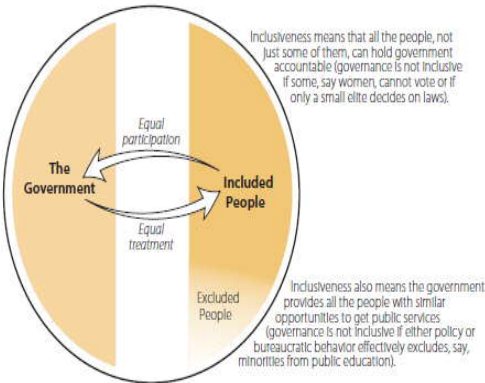 Inclusiveness means that all the people, not
just some of them, can hold government
accountable (governance is not inclusive
if some, say women, cannot vote or if
only a small elite decides on laws).
Equal
participation
The
Government
Included
People
Equal
treatment
Excluded
People
Inclusiveness also means the government
provides all the people with similar
opportunities to get public services
(governance is not inclusive if either policy or
bureaucratic behavior effectively excludes, say,
minorities from public education).